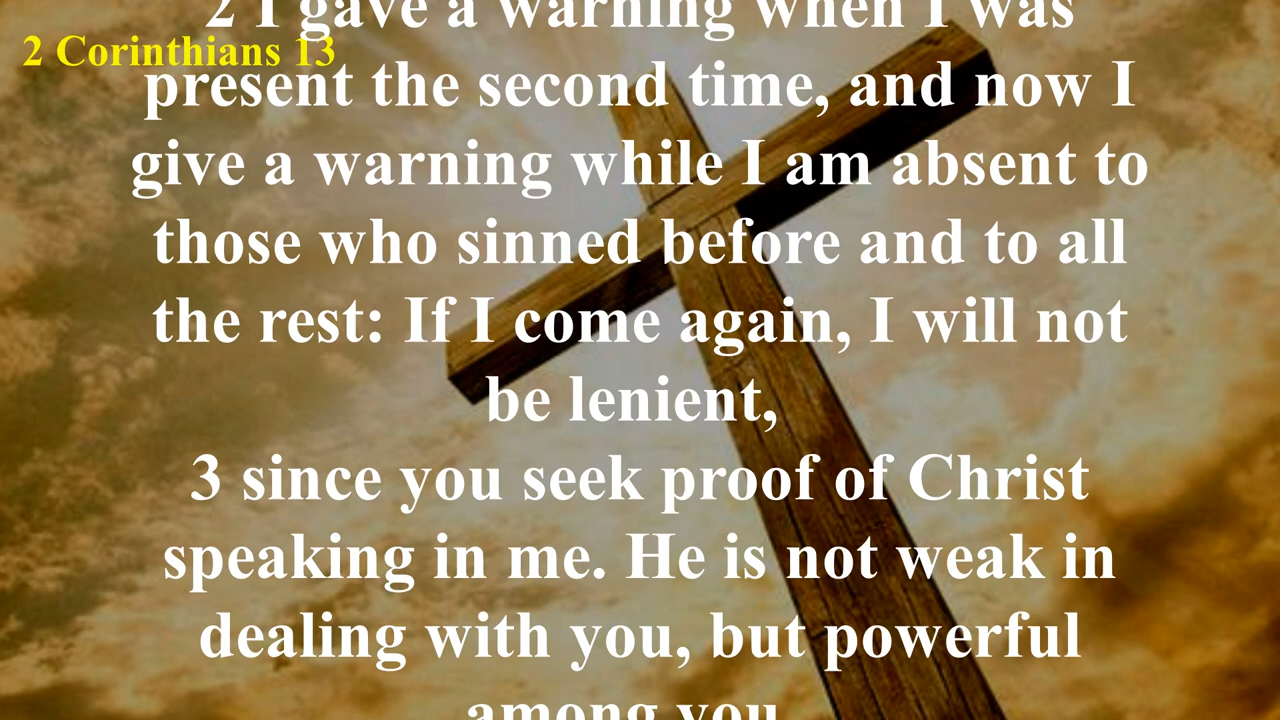 2 I gave a warning when I was
2 Corinthians 13
present the second time, and now I
give a warning while I am absent to
those who sinned before and to all
the rest: If I come again, I will not
be lenient,
3 since you seek proof of Christ
speaking in me. He is not weak in
dealing with you, but powerful
among you